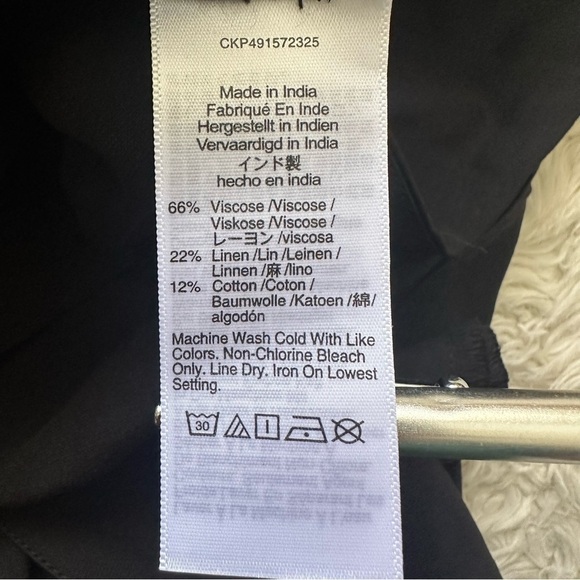 CKP491572325
Made in India
Fabriqué En Inde
Hergestellt in Indien
Vervaardigd in India
インド製
hecho en india
66% Viscose /Viscose /
Viskose /Viscose /
レーヨン /viscosa
22% Linen /Lin /Leinen /
Linnen /麻 /lino
12% Cotton /Coton /
Baumwolle /Katoen /綿/
algodón
Machine Wash Cold With Like
Colors. Non-Chlorine Bleach
Only. Line Dry. Iron On Lowest
Setting.
30